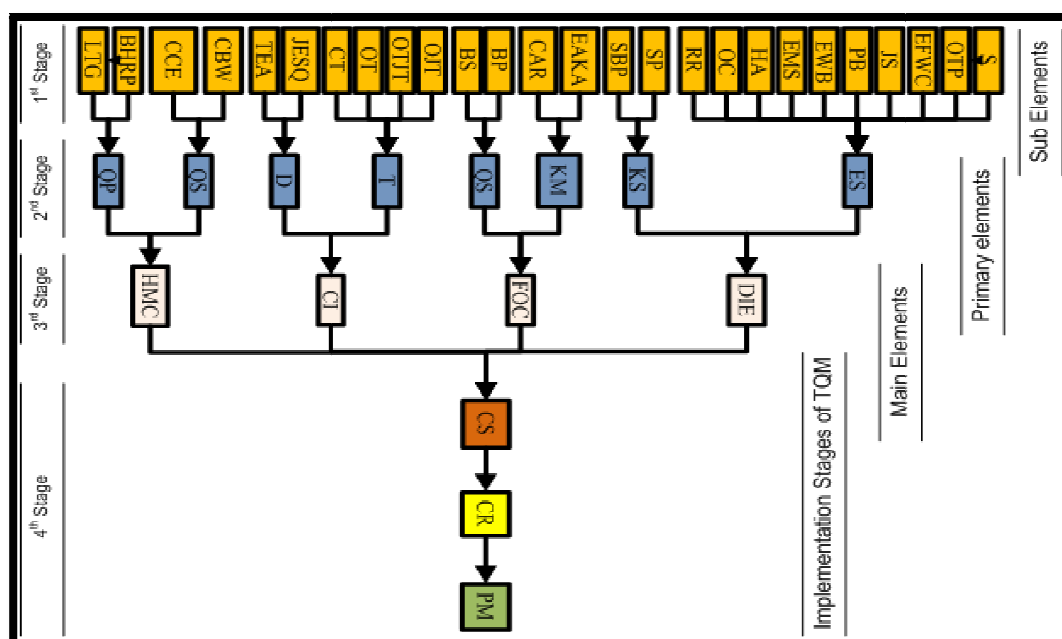 1st Stage
LTG
BHRP
CCE
CBW
TEA
JESQ
CT
OT
OTJT
OJT
BS
BP
CAR
EAKA
SBP
SP
RR
OC
HA
EMS
EWB
PB
JS
EFWC
OTP
S
Sub Elements
2nd Stage
QP
QS
D
T
QS
KM
KS
ES
Primary elements
3rd Stage
HMC
CI
FOC
DIE
Main Elements
4th Stage
CS
CR
PM
Implementation Stages of TQM